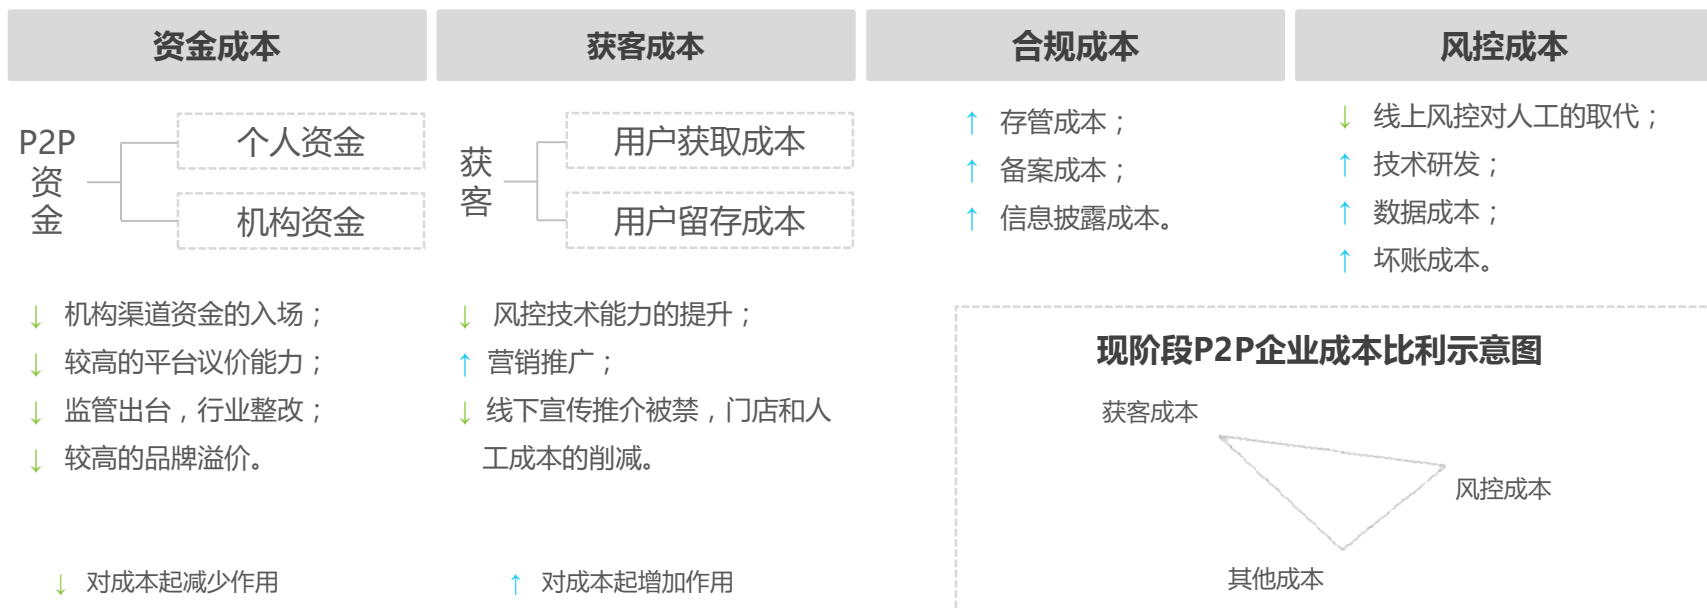 资金成本
P2P
资
金
个人资金
机构资金
↓ 机构渠道资金的入场；
↓ 较高的平台议价能力；
↓ 监管出台，行业整改；
↓ 较高的品牌溢价。
获客成本
获
客
用户获取成本
用户留存成本
↓ 风控技术能力的提升；
↑ 营销推广；
↓ 线下宣传推介被禁，门店和人
工成本的削减。
合规成本
↑ 存管成本；
↑ 备案成本；
↑ 信息披露成本。
风控成本
↓ 线上风控对人工的取代；
↑ 技术研发；
↑ 数据成本；
↑ 坏账成本。
现阶段P2P企业成本比利示意图
获客成本
风控成本
其他成本
↓ 对成本起减少作用
↑ 对成本起增加作用